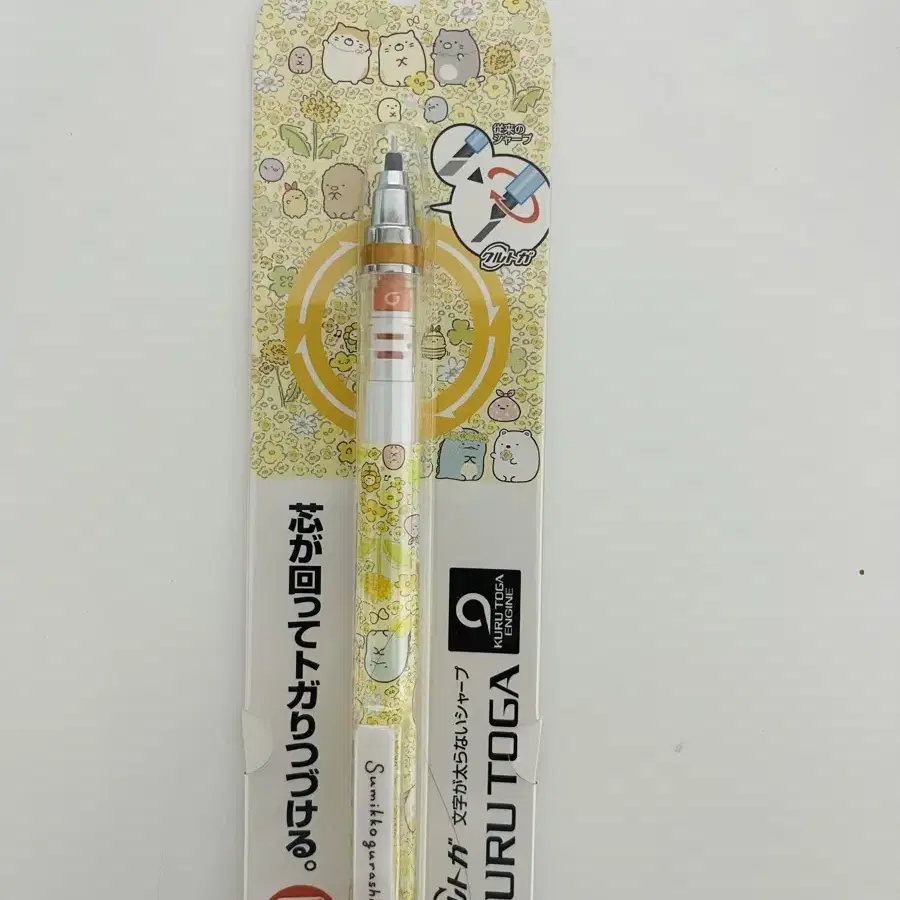 従来の
シャープ
クルトガ
芯が回ってトガりつづける。
KURU TOGA
ENGINE
文字が太らないシャープ
クルトガ
KURU TOGA
Sumikkogurashi